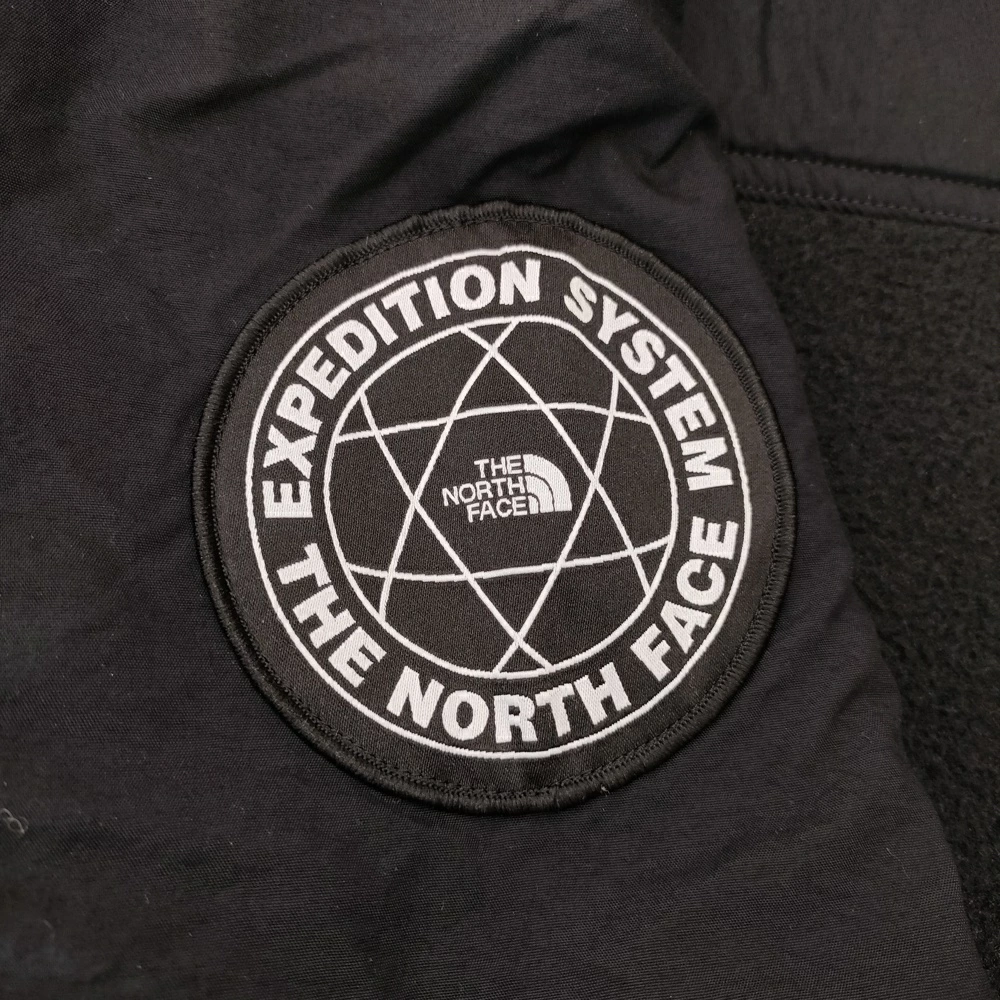 EXPEDITION SYSTEM
THE
NORTH
FACE
THE NORTH FACE